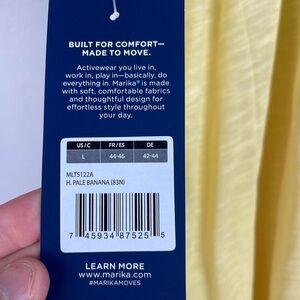 BUILT FOR COMFORT—
MADE TO MOVE.
Activewear you live in,
work in, play in—basically, do
everything in. Marika® is made
with soft, comfortable fabrics
and thoughtful design for
effortless style throughout
your day.
US / C FR / ES DE
L 44-46 42-44
MLT5122A
H. PALE BANANA (83N)
7 45934 87525 5
LEARN MORE
www.marika.com
#MARIKAMOVES